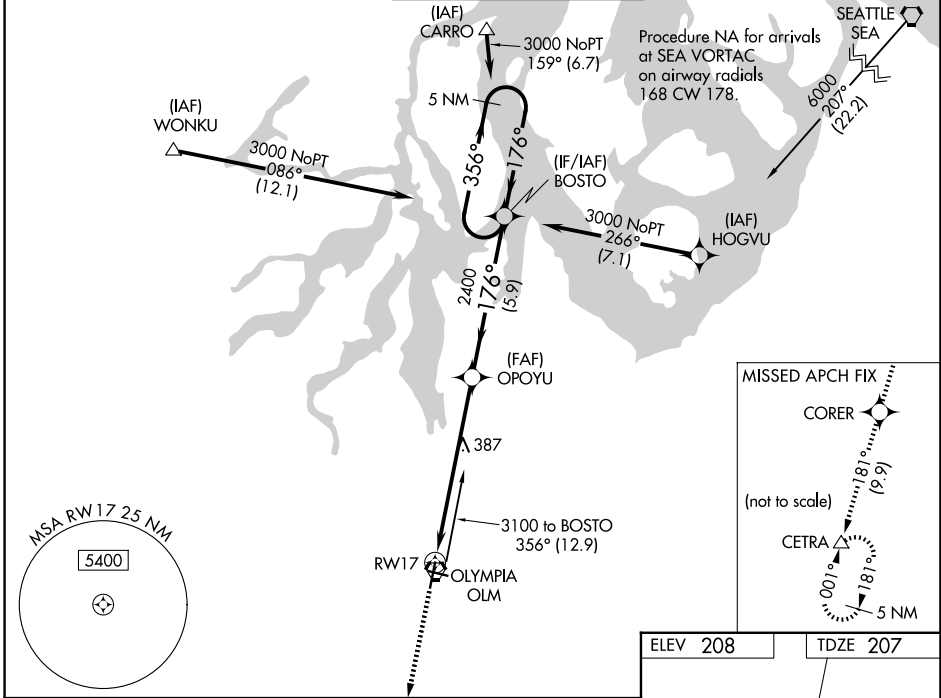 (IAF)
CARRO
3000 NoPT
159° (6.7)
SEATTLE
SEA
Procedure NA for arrivals
at SEA VORTAC
on airway radials
168 CW 178.
6000
207°
(22.2)
5 NM
(IAF)
WONKU
3000 NoPT
086°
(12.1)
356°
176°
(IF/IAF)
BOSTO
3000 NoPT
266°
(7.1)
(IAF)
HOGVU
2400
176°
(5.9)
(FAF)
OPOYU
387
3100 to BOSTO
356° (12.9)
RW17
OLYMPIA
OLM
MSA RW17 25 NM
5400
MISSED APCH FIX
CORER
181°
(9.9)
(not to scale)
CETRA
001°
181°
5 NM
ELEV 208
TDZE 207